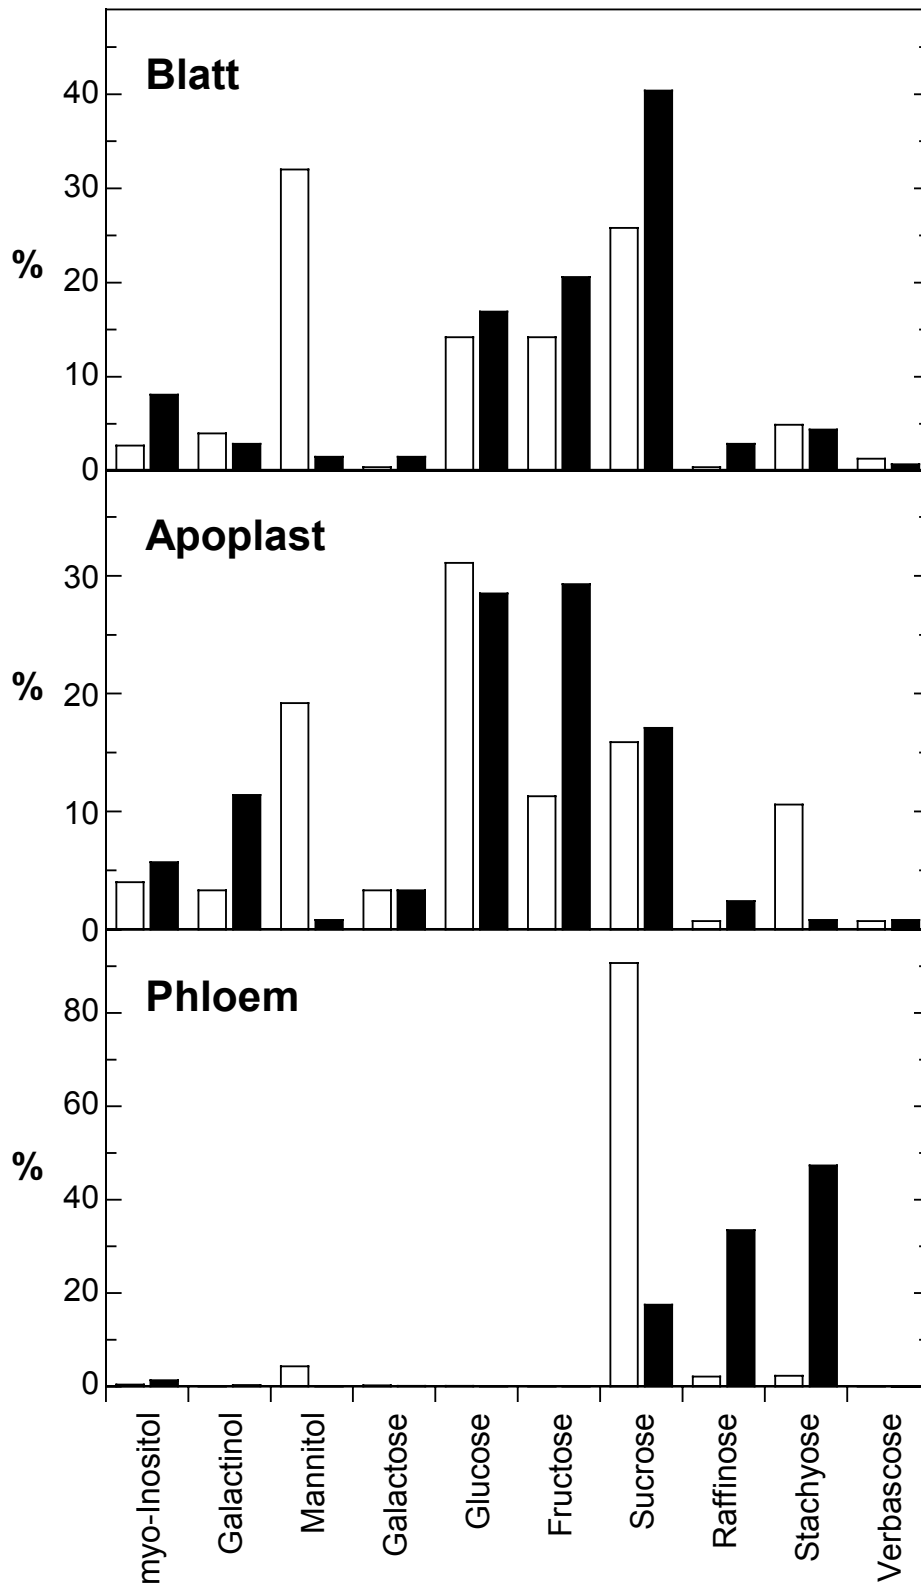 Blatt
%
40
30
20
10
0
Apoplast
%
30
20
10
0
Phloem
%
80
60
40
20
0
myo-Inositol
Galactinol
Mannitol
Galactose
Glucose
Fructose
Sucrose
Raffinose
Stachyose
Verbascose